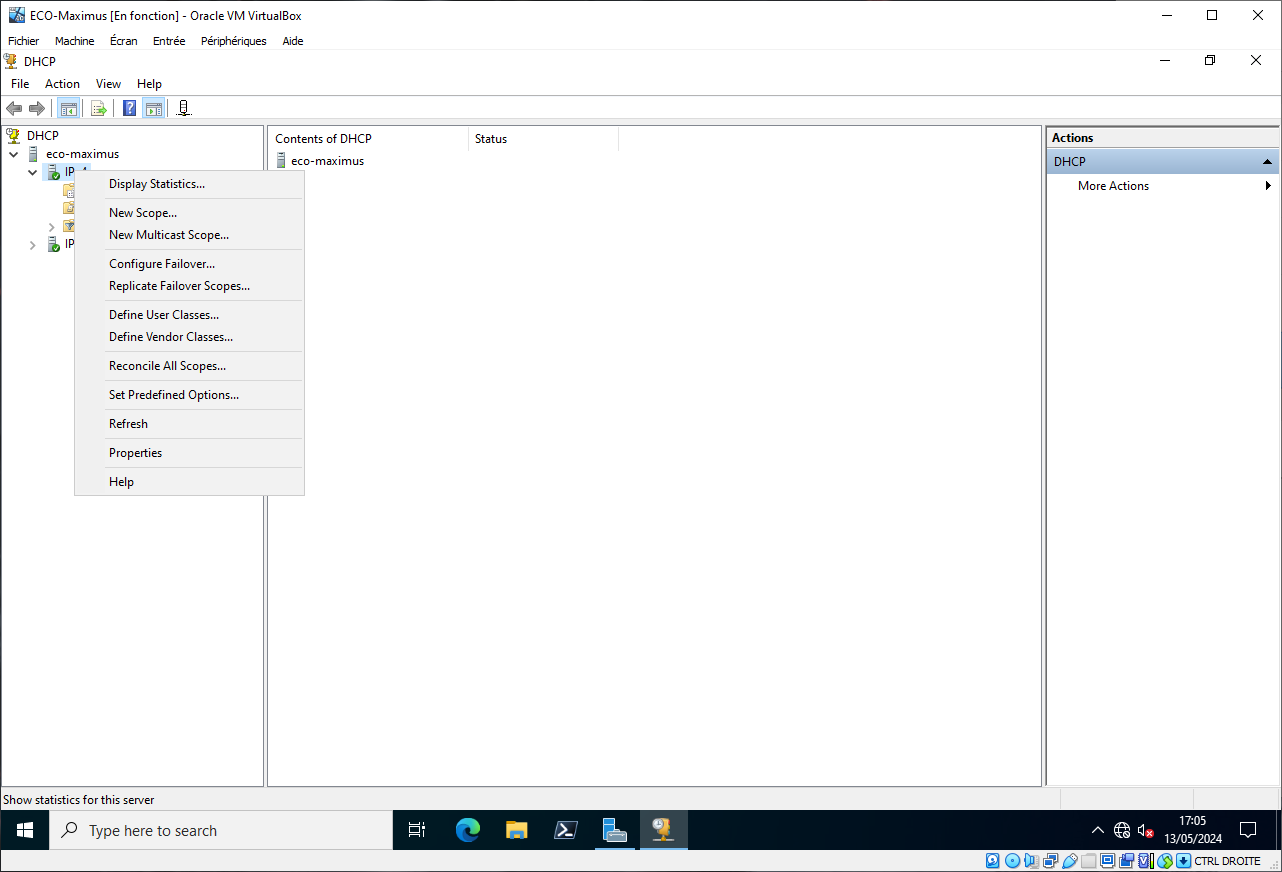 ECO-Maximus [En fonction] - Oracle VM VirtualBox
Fichier Machine Écran Entrée Périphériques Aide
DHCP
File Action View Help
DHCP
eco-maximus
Display Statistics...
New Scope...
New Multicast Scope...
Configure Failover...
Replicate Failover Scopes...
Define User Classes...
Define Vendor Classes...
Reconcile All Scopes...
Set Predefined Options...
Refresh
Properties
Help
Contents of DHCP Status
eco-maximus
Actions
DHCP
More Actions
Show statistics for this server
Type here to search
17:05
13/05/2024
CTRL DROITE